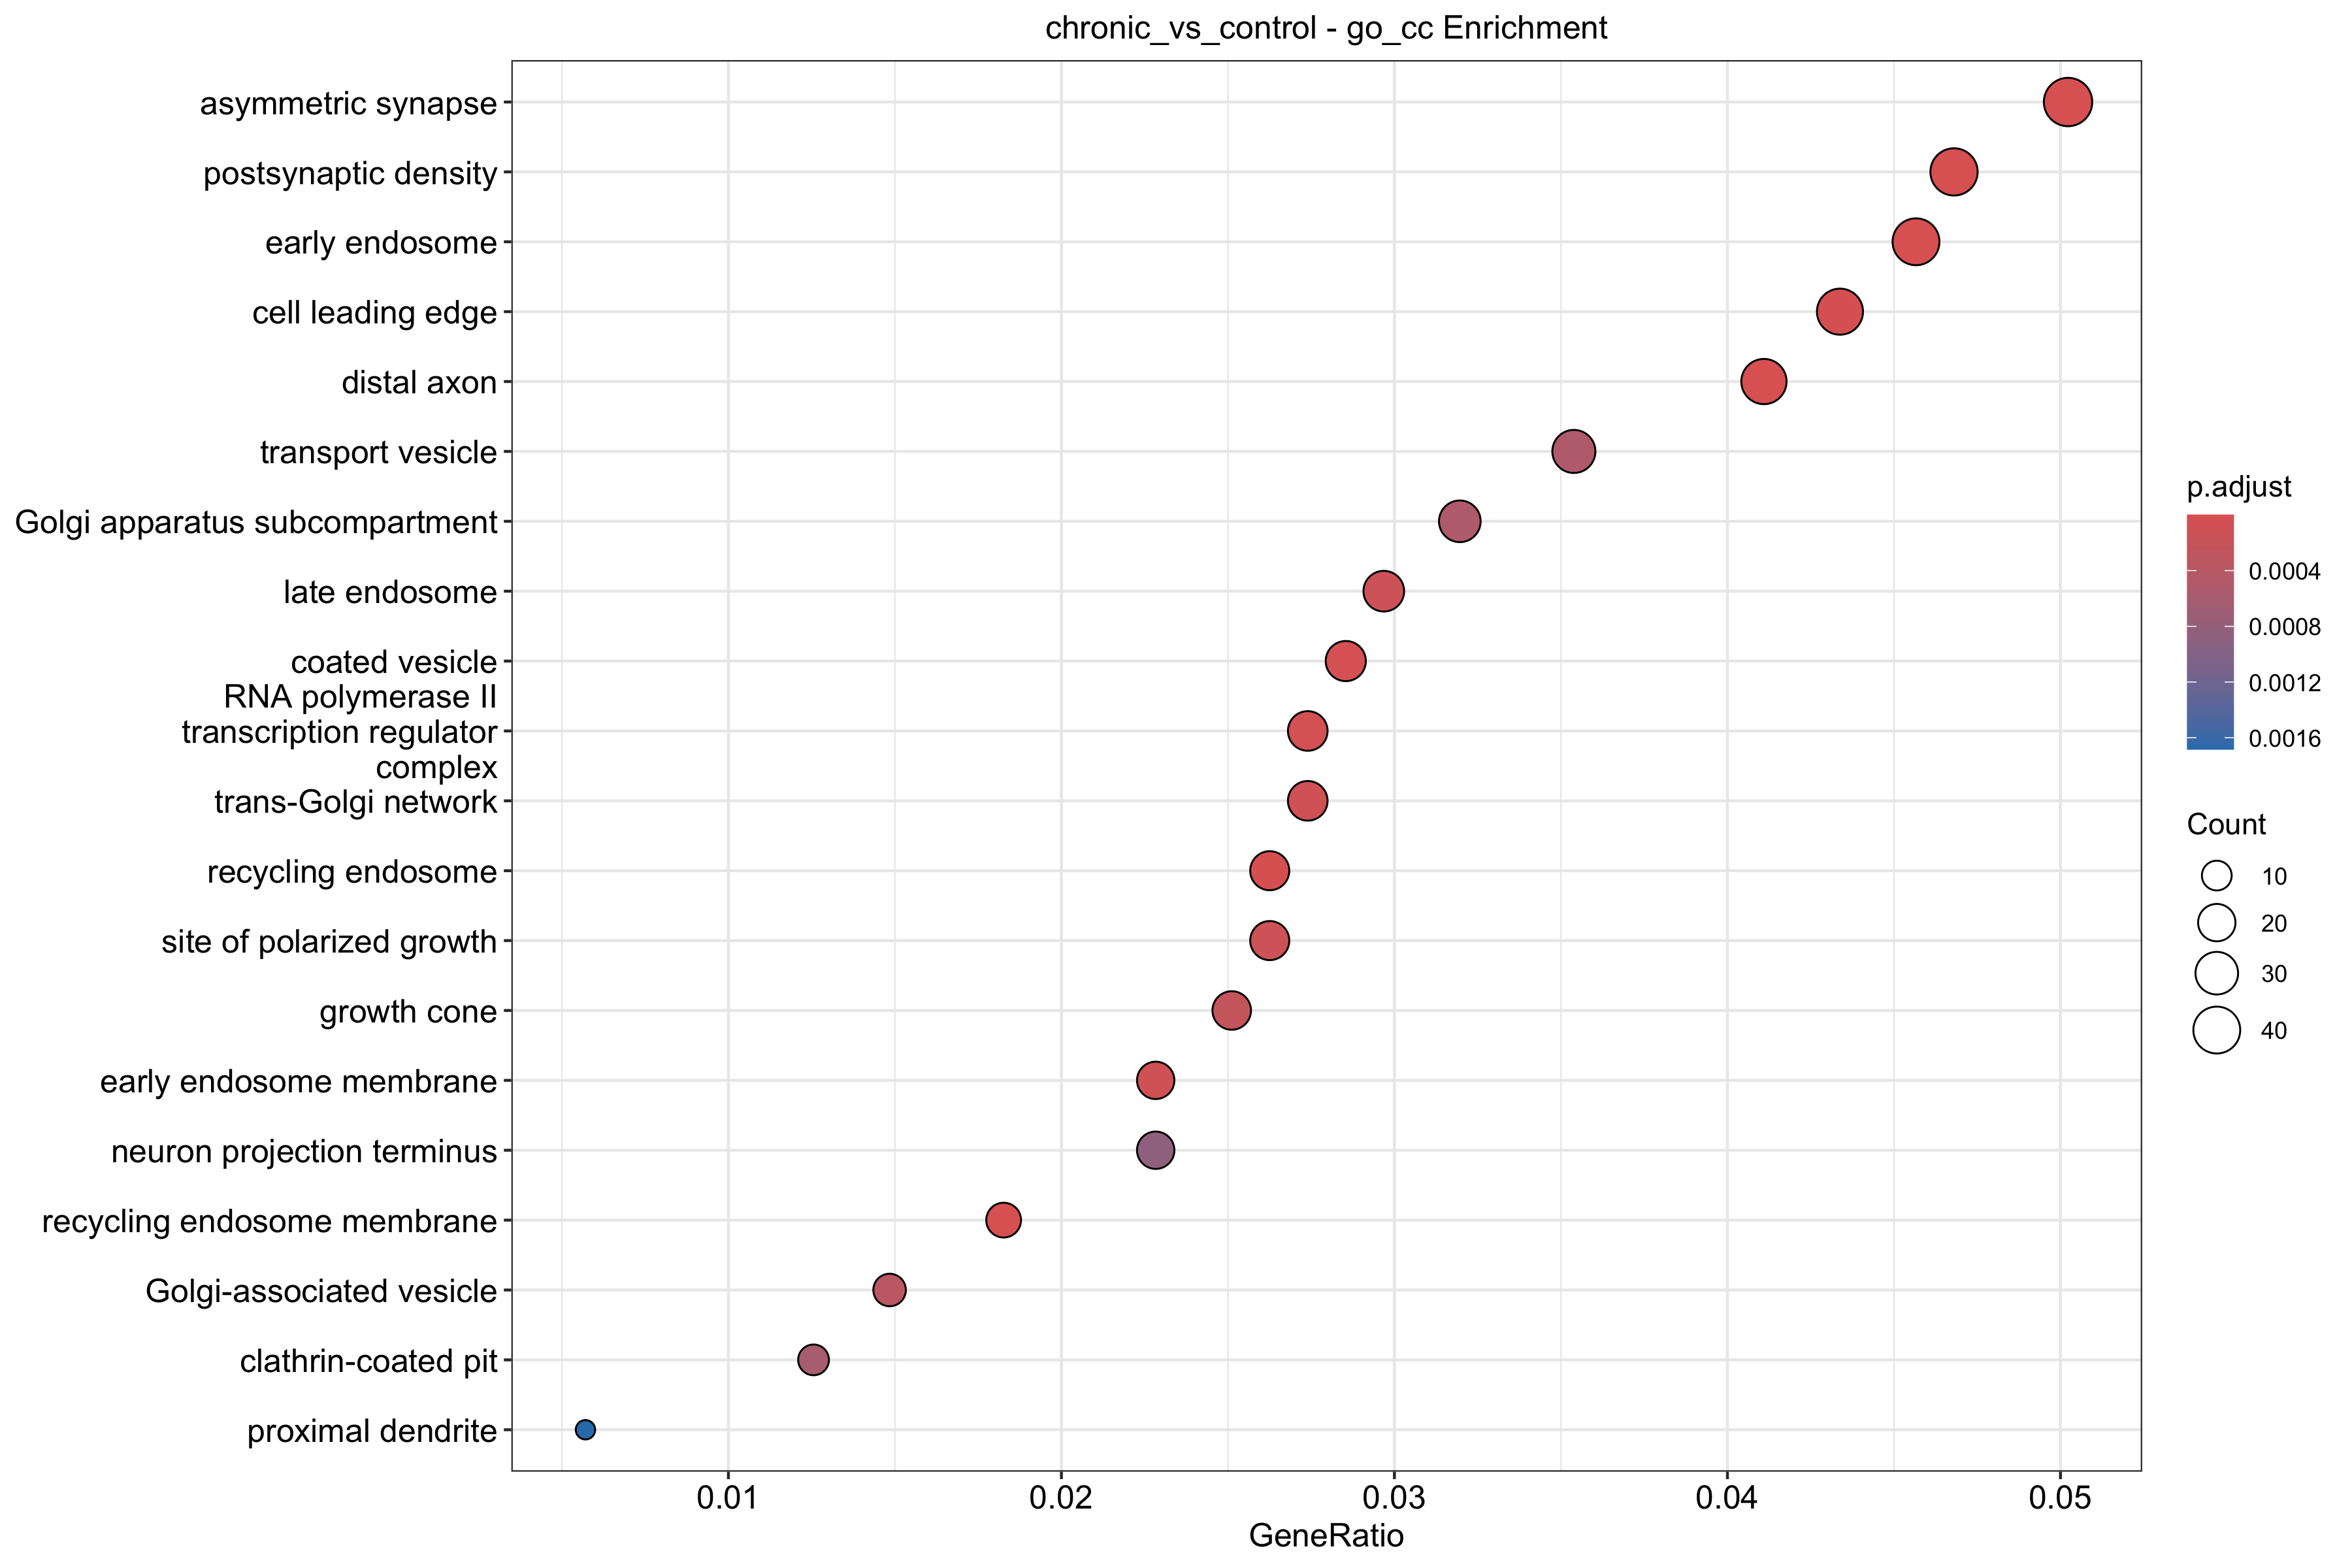 chronic_vs_control - go_cc Enrichment
asymmetric synapse
postsynaptic density
early endosome
cell leading edge
distal axon
transport vesicle
Golgi apparatus subcompartment
late endosome
coated vesicle
RNA polymerase II
transcription regulator
complex
trans-Golgi network
recycling endosome
site of polarized growth
growth cone
early endosome membrane
neuron projection terminus
recycling endosome membrane
Golgi-associated vesicle
clathrin-coated pit
proximal dendrite
0.01 0.02 0.03 0.04 0.05
GeneRatio
p.adjust
0.0004
0.0008
0.0012
0.0016
Count
10
20
30
40